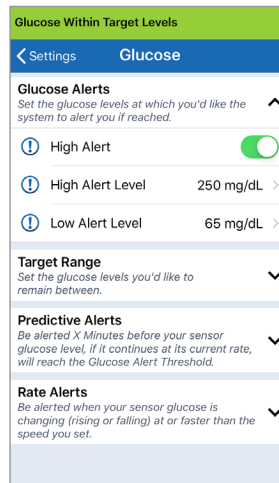 Glucose Within Target Levels
Settings Glucose
Glucose Alerts
Set the glucose levels at which you'd like the
system to alert you if reached.
High Alert
High Alert Level 250 mg/dL
Low Alert Level 65 mg/dL
Target Range
Set the glucose levels you'd like to
remain between.
Predictive Alerts
Be alerted X Minutes before your sensor
glucose level, if it continues at its current rate,
will reach the Glucose Alert Threshold.
Rate Alerts
Be alerted when your sensor glucose is
changing (rising or falling) at or faster than the
speed you set.